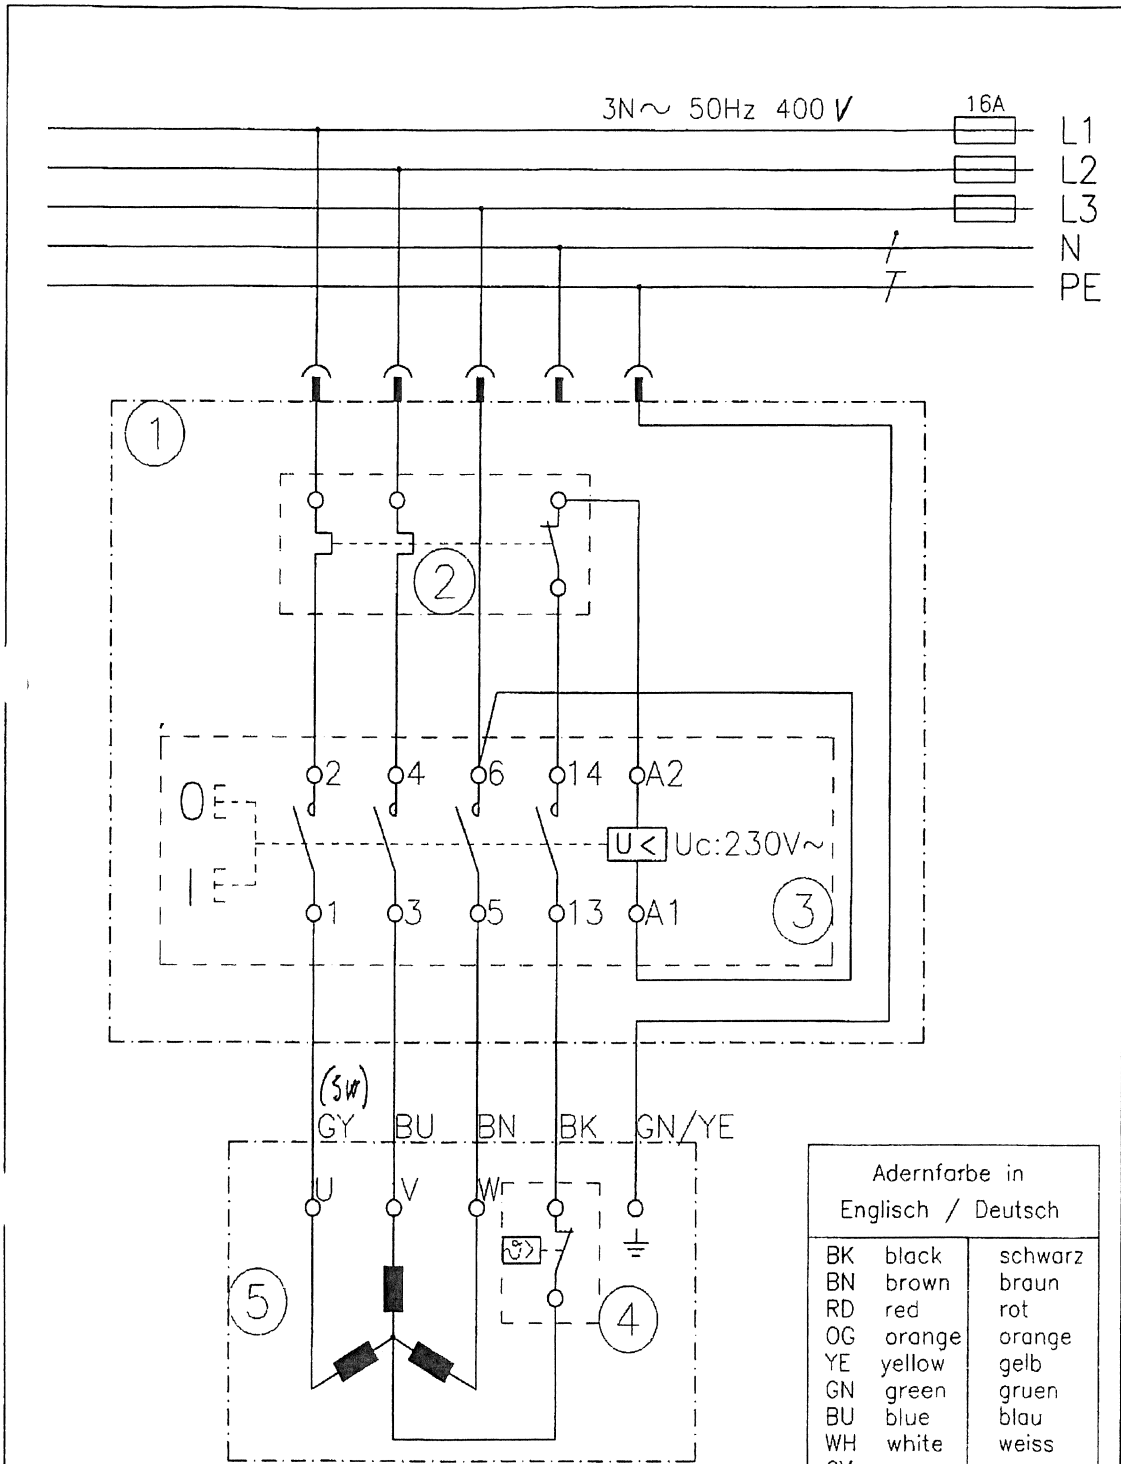 3N~ 50Hz 400 V
16A
L1
L2
L3
N
PE
1
2
2 4 6 14 A2
O
U< Uc:230V~
I
1 3 5 13 A1
3
(SW)
GY BU BN BK GN/YE
U V W
ϑ>
5
4
Adernfarbe in
Englisch / Deutsch
BK black schwarz
BN brown braun
RD red rot
OG orange orange
YE yellow gelb
GN green gruen
BU blue blau
WH white weiss